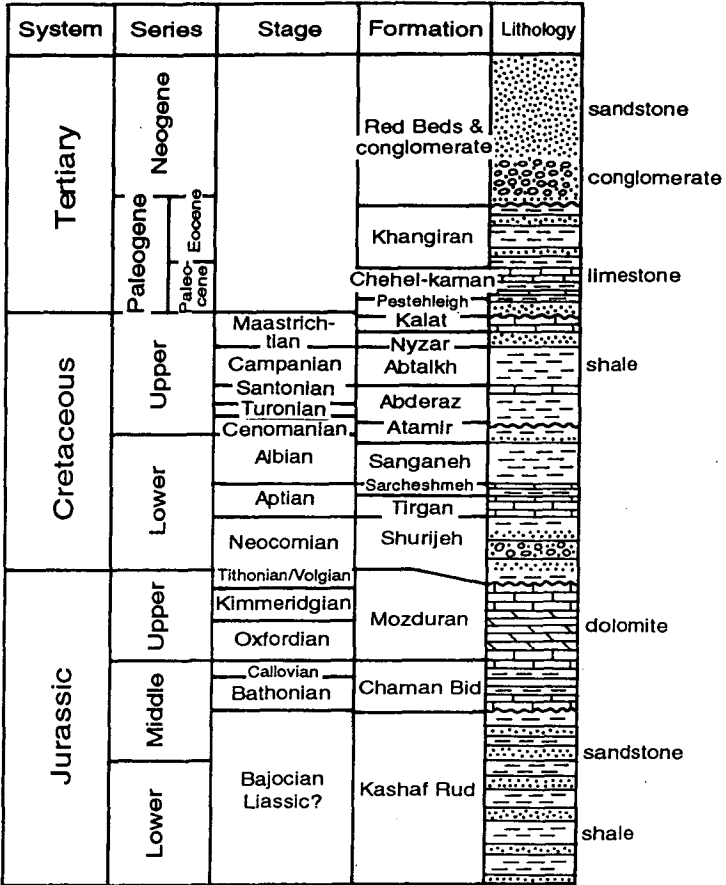 System
Series
Stage
Formation
Lithology
Tertiary
Neogene
Paleogene
Eocene
Paleo-
cene
Red Beds &
conglomerate
Khangiran
Chehel-kaman
Pestehleigh
sandstone
conglomerate
limestone
Cretaceous
Upper
Lower
Maastrich-
tian
Campanian
Santonian
Turonian
Cenomanian
Albian
Aptian
Neocomian
Kalat
Nyzar
Abtalkh
Abderaz
Atamir
Sanganeh
Sarcheshmeh
Tirgan
Shurijeh
shale
Jurassic
Upper
Middle
Lower
Tithonian/Volgian
Kimmeridgian
Oxfordian
Callovian
Bathonian
Bajocian
Liassic?
Mozduran
Chaman Bid
Kashaf Rud
dolomite
sandstone
shale